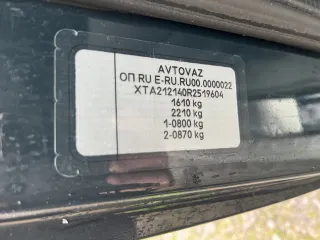 AVTOVAZ
ОП RU E-RU.RU00.0000022
XTA212140R2519604
1610 kg
2210 kg
1-0800 kg
2-0870 kg